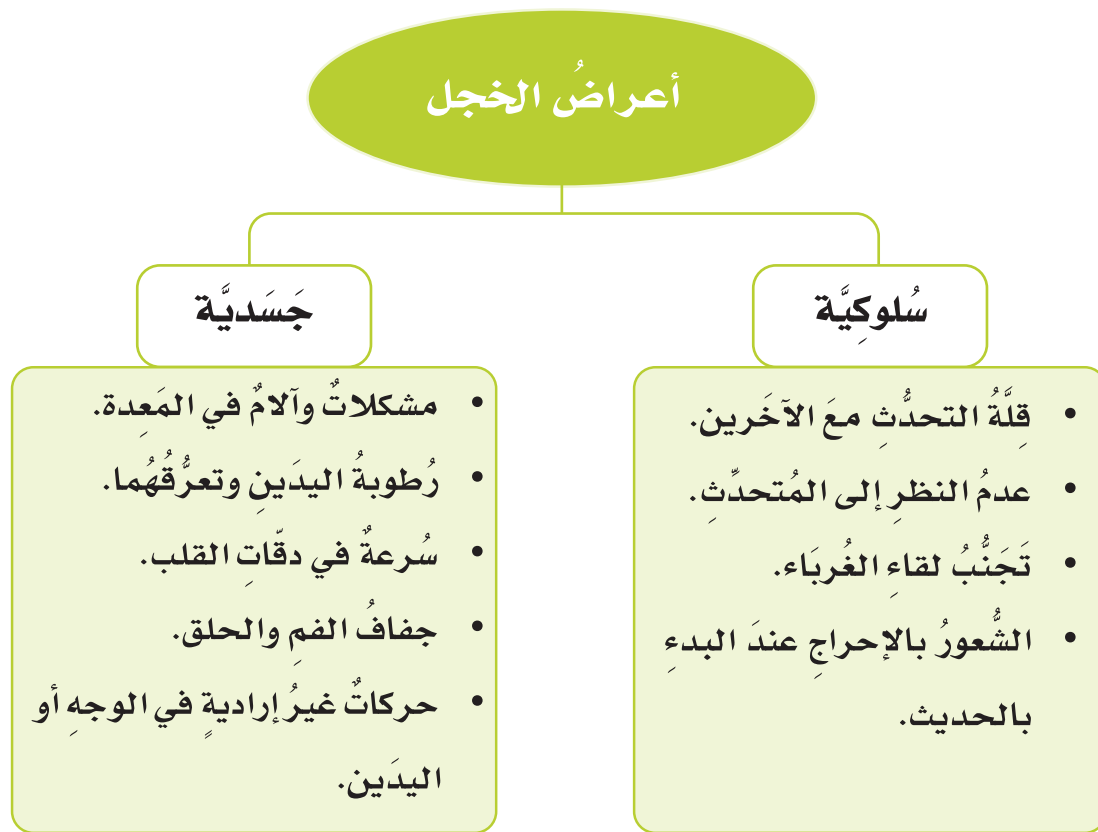 أعراضُ الخجل
سُلوكِيَّة
• قِلَّةُ التحدُّثِ معَ الآخَرين.
• عدمُ النظرِ إلى المُتحدِّثِ.
• تَجَنُّبُ لقاءِ الغُربَاء.
• الشُّعورُ بالإحراجِ عندَ البدءِ
بالحديث.
جَسَديَّة
• مشكلاتٌ وآلامٌ في المَعِدة.
• رُطوبةُ اليدَينِ وتعرُّقُهُما.
• سُرعةٌ في دقّاتِ القلب.
• جفافُ الفمِ والحلق.
• حركاتٌ غيرُ إراديةٍ في الوجهِ أو
اليدَين.